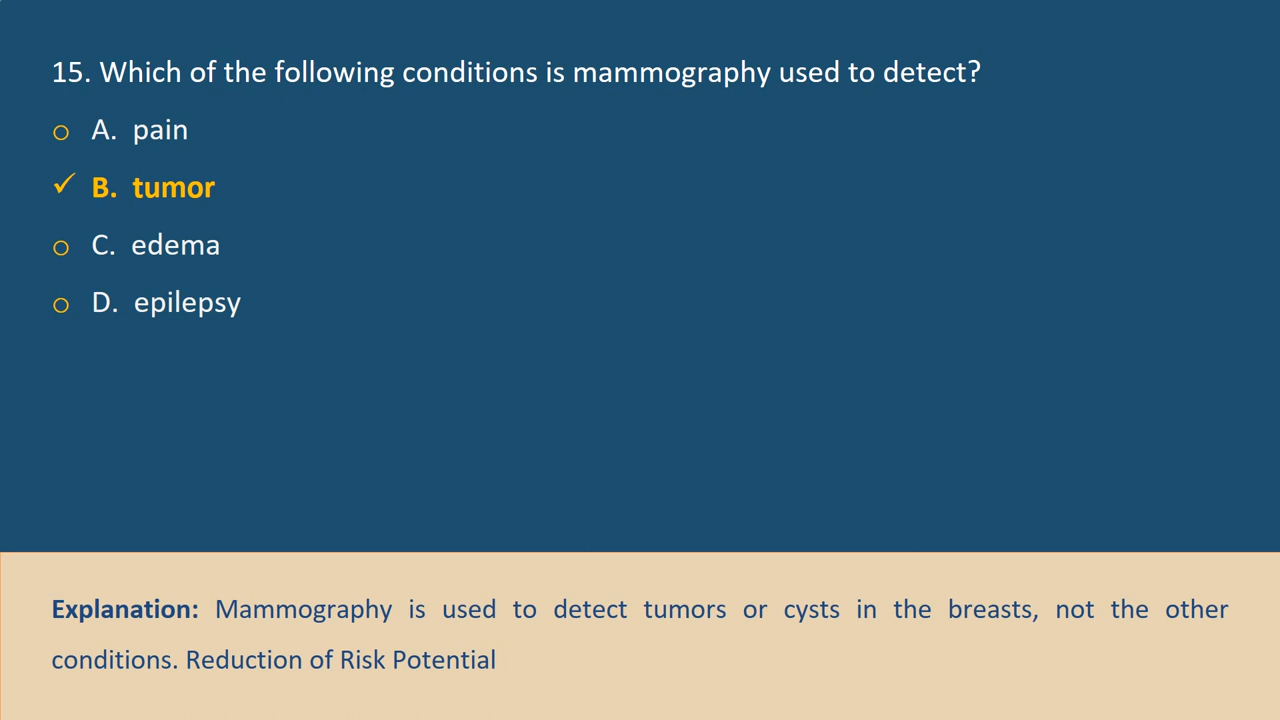 15. Which of the following conditions is mammography used to detect?
A. pain
B. tumor
C. edema
D. epilepsy
Explanation: Mammography is used to detect tumors or cysts in the breasts, not the other
conditions. Reduction of Risk Potential